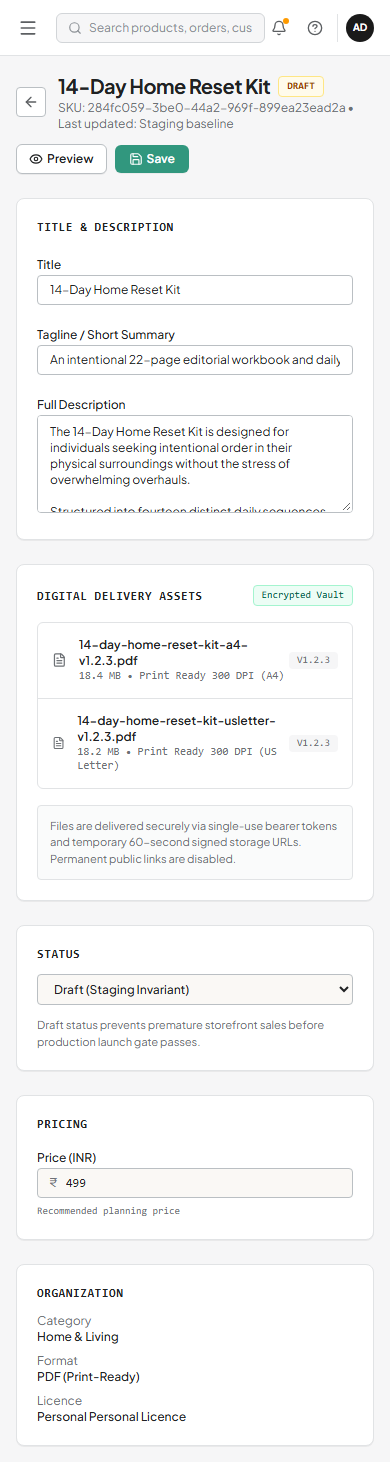 Search products, orders, cus
AD
14-Day Home Reset Kit DRAFT
SKU: 284fc059-3be0-44a2-969f-899ea23ead2a •
Last updated: Staging baseline
Preview Save
TITLE & DESCRIPTION
Title
14-Day Home Reset Kit
Tagline / Short Summary
An intentional 22-page editorial workbook and daily
Full Description
The 14-Day Home Reset Kit is designed for
individuals seeking intentional order in their
physical surroundings without the stress of
overwhelming overhauls.
Structured into fourteen distinct daily sequences
DIGITAL DELIVERY ASSETS Encrypted Vault
14-day-home-reset-kit-a4-
v1.2.3.pdf
18.4 MB • Print Ready 300 DPI (A4)
V1.2.3
14-day-home-reset-kit-usletter-
v1.2.3.pdf
18.2 MB • Print Ready 300 DPI (US
Letter)
V1.2.3
Files are delivered securely via single-use bearer tokens
and temporary 60-second signed storage URLs.
Permanent public links are disabled.
STATUS
Draft (Staging Invariant)
Draft status prevents premature storefront sales before
production launch gate passes.
PRICING
Price (INR)
₹ 499
Recommended planning price
ORGANIZATION
Category
Home & Living
Format
PDF (Print-Ready)
Licence
Personal Personal Licence